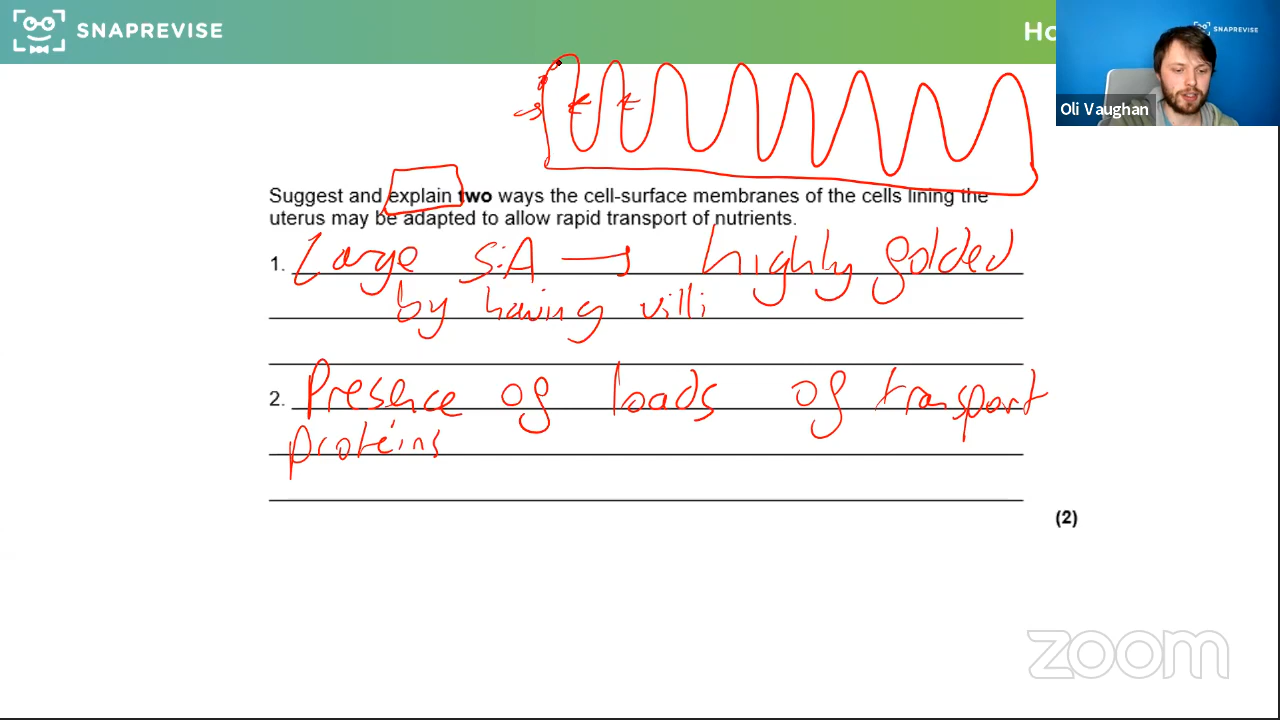 SNAPREVISE
Ho
SNAPREVISE
Oli Vaughan
Suggest and explain two ways the cell-surface membranes of the cells lining the
uterus may be adapted to allow rapid transport of nutrients.
1. Large S:A → highly folded
by having villi
2. Presence of loads of transport
proteins
(2)
zoom